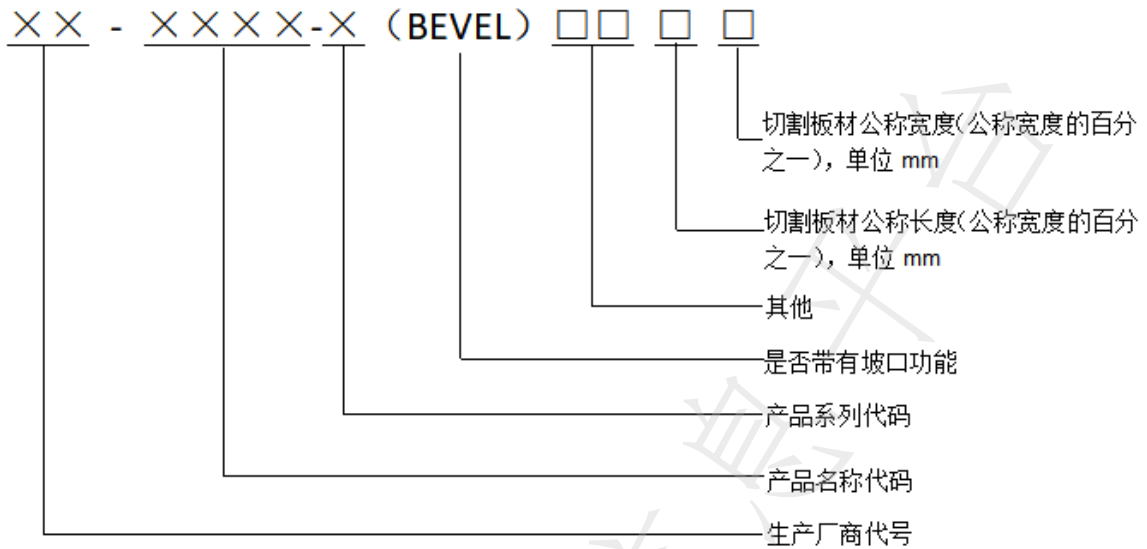 ×× - ××××-×（BEVEL）□□ □ □
切割板材公称宽度(公称宽度的百分
之一)，单位 mm
切割板材公称长度(公称宽度的百分
之一)，单位 mm
其他
是否带有坡口功能
产品系列代码
产品名称代码
生产厂商代号